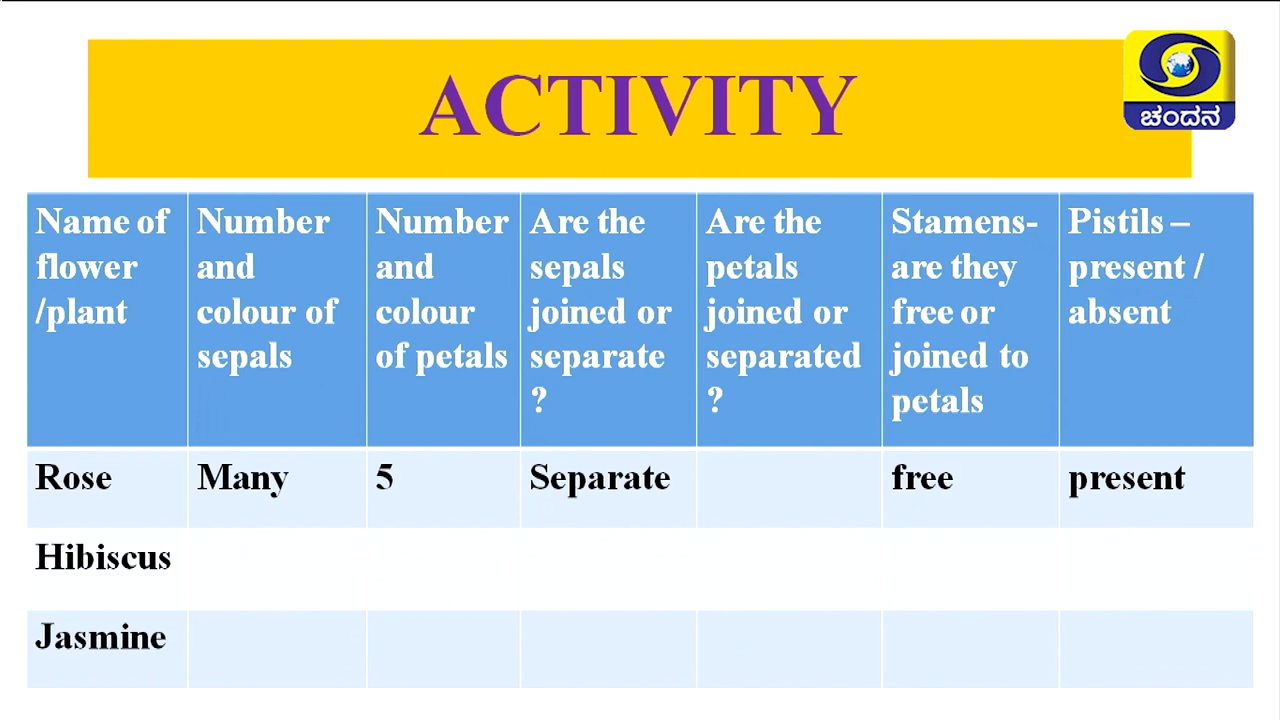 ACTIVITY
ಚಂದನ
Name of flower /plant
Number and colour of sepals
Number and colour of petals
Are the sepals joined or separate ?
Are the petals joined or separated ?
Stamens- are they free or joined to petals
Pistils – present / absent
Rose Many 5 Separate free present
Hibiscus
Jasmine